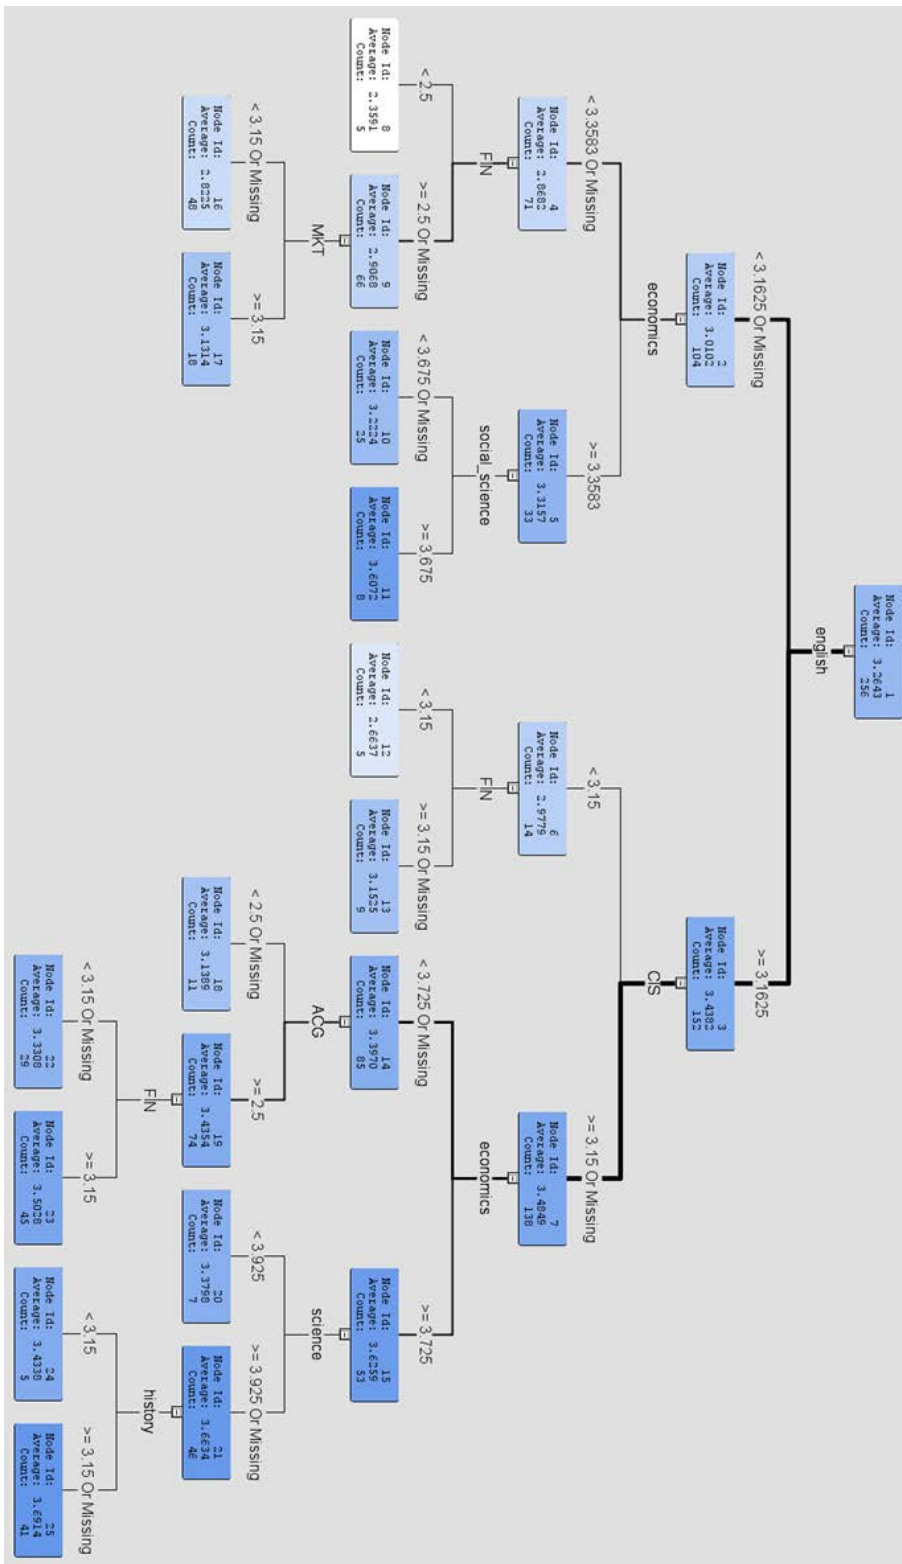 Node Id: 1
Average: 3.2643
Count: 256
english
< 3.1625 Or Missing
>= 3.1625
Node Id: 2
Average: 3.0102
Count: 104
Node Id: 3
Average: 3.4382
Count: 152
economics
CIS
< 3.3583 Or Missing
>= 3.3583
< 3.15
>= 3.15 Or Missing
Node Id: 4
Average: 2.8682
Count: 71
Node Id: 5
Average: 3.3157
Count: 33
Node Id: 6
Average: 2.9779
Count: 14
Node Id: 7
Average: 3.4849
Count: 138
FIN
social_science
FIN
economics
< 2.5
>= 2.5 Or Missing
< 3.675 Or Missing
>= 3.675
< 3.15
>= 3.15 Or Missing
< 3.725 Or Missing
>= 3.725
Node Id: 8
Average: 2.3591
Count: 5
Node Id: 9
Average: 2.9068
Count: 66
Node Id: 10
Average: 3.2224
Count: 25
Node Id: 11
Average: 3.6072
Count: 8
Node Id: 12
Average: 2.6637
Count: 5
Node Id: 13
Average: 3.1525
Count: 9
Node Id: 14
Average: 3.3970
Count: 85
Node Id: 15
Average: 3.6259
Count: 53
MKT
ACG
science
< 3.15 Or Missing
>= 3.15
< 2.5 Or Missing
>= 2.5
< 3.925
>= 3.925 Or Missing
Node Id: 16
Average: 2.8225
Count: 48
Node Id: 17
Average: 3.1314
Count: 18
Node Id: 18
Average: 3.1389
Count: 11
Node Id: 19
Average: 3.4354
Count: 74
Node Id: 20
Average: 3.3798
Count: 7
Node Id: 21
Average: 3.6634
Count: 46
FIN
history
< 3.15 Or Missing
>= 3.15
< 3.15
>= 3.15 Or Missing
Node Id: 22
Average: 3.3308
Count: 29
Node Id: 23
Average: 3.5028
Count: 45
Node Id: 24
Average: 3.4338
Count: 5
Node Id: 25
Average: 3.6914
Count: 41